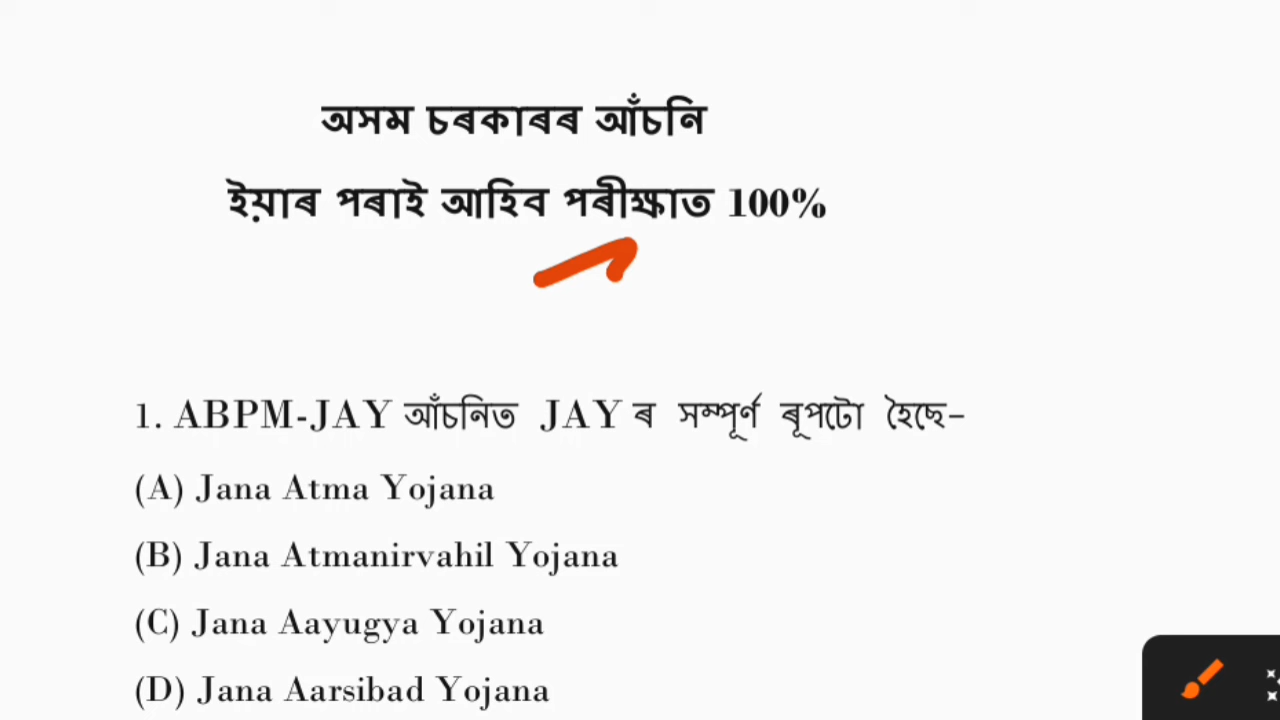 অসম চৰকাৰৰ আঁচনি
ইয়াৰ পৰাই আহিব পৰীক্ষাত 100%
1. ABPM-JAY আঁচনিত JAY ৰ সম্পূৰ্ণ ৰূপটো হৈছে–
(A) Jana Atma Yojana
(B) Jana Atmanirvahil Yojana
(C) Jana Aayugya Yojana
(D) Jana Aarsibad Yojana